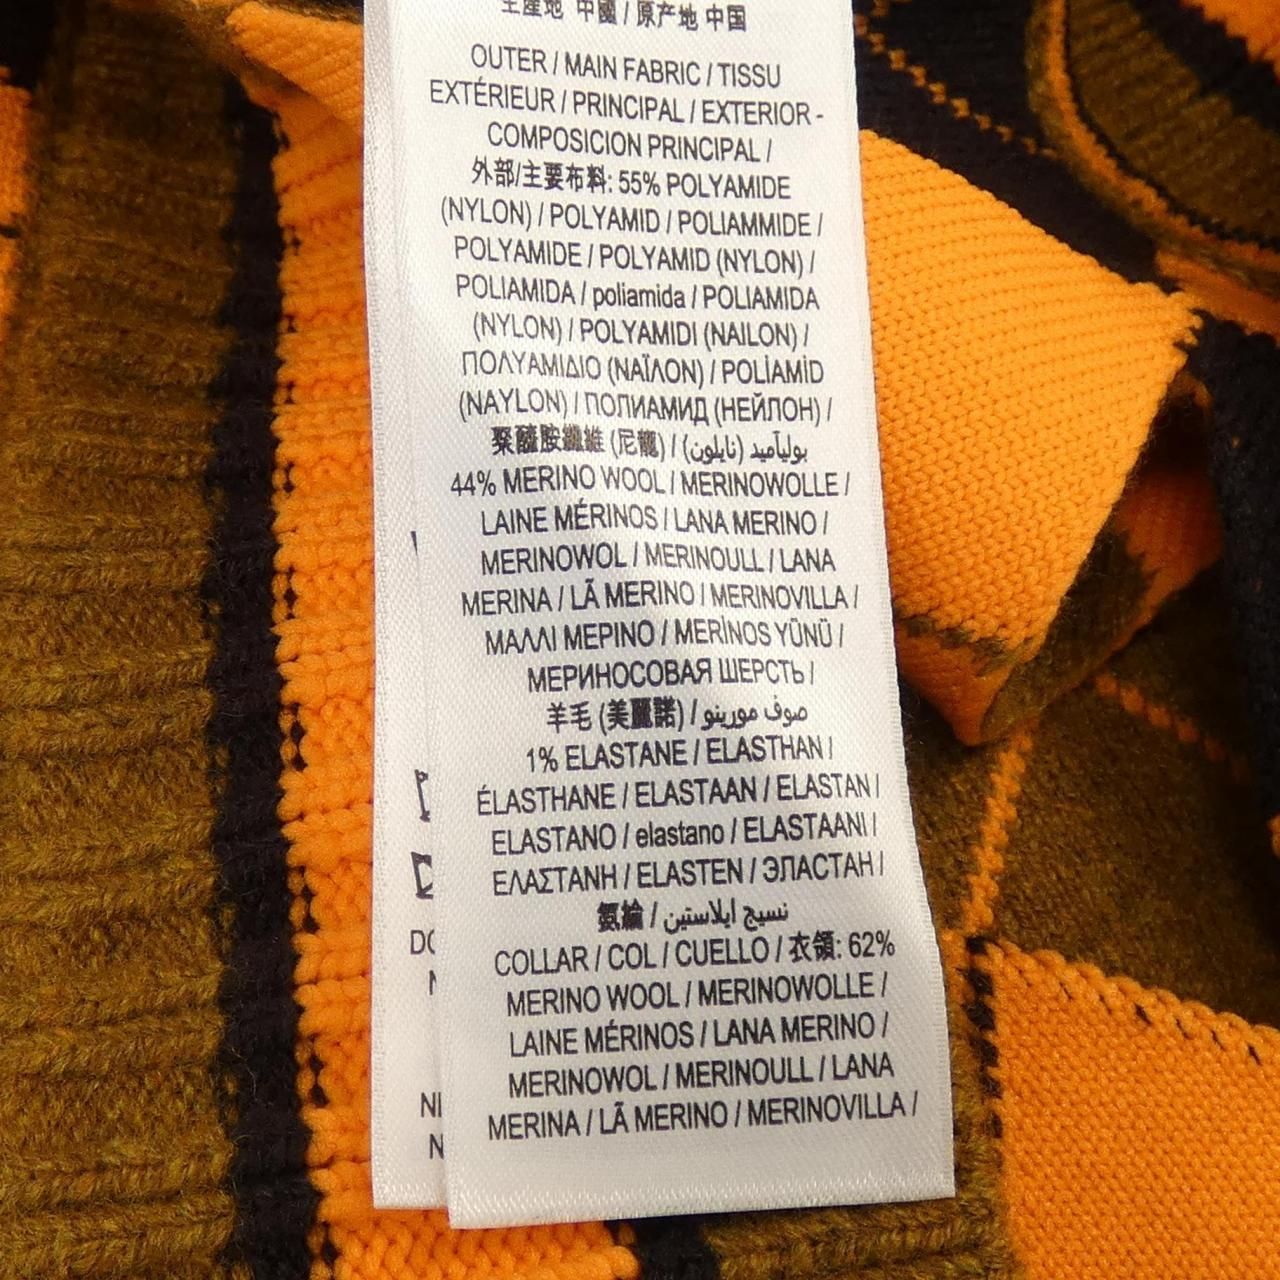 生産地 中國 / 原产地 中国
OUTER / MAIN FABRIC / TISSU
EXTÉRIEUR / PRINCIPAL / EXTERIOR -
COMPOSICION PRINCIPAL /
外部/主要布料: 55% POLYAMIDE
(NYLON) / POLYAMID / POLIAMMIDE /
POLYAMIDE / POLYAMID (NYLON) /
POLIAMIDA / poliamida / POLIAMIDA
(NYLON) / POLYAMIDI (NAILON) /
ΠΟΛΥΑΜΙΔΙΟ (ΝΑΪΛΟΝ) / POLİAMİD
(NAYLON) / ПОЛИАМИД (НЕЙЛОН) /
聚醯胺纖維 (尼龍) / بولياميد (نايلون)
44% MERINO WOOL / MERINOWOLLE /
LAINE MÉRINOS / LANA MERINO /
MERINOWOL / MERINOULL / LANA
MERINA / LÃ MERINO / MERINOVILLA /
ΜΑΛΛΙ ΜΕΡΙΝΟ / MERİNOS YÜNÜ /
МЕРИНОСОВАЯ ШЕРСТЬ /
羊毛 (美麗諾) / صوف مورينو
1% ELASTANE / ELASTHAN /
ÉLASTHANE / ELASTAAN / ELASTAN /
ELASTANO / elastano / ELASTAANI /
ΕΛΑΣΤΑΝΗ / ELASTEN / ЭЛАСТАН /
氨綸 / نسيج ايلاستين
COLLAR / COL / CUELLO / 衣領: 62%
MERINO WOOL / MERINOWOLLE /
LAINE MÉRINOS / LANA MERINO /
MERINOWOL / MERINOULL / LANA
MERINA / LÃ MERINO / MERINOVILLA /